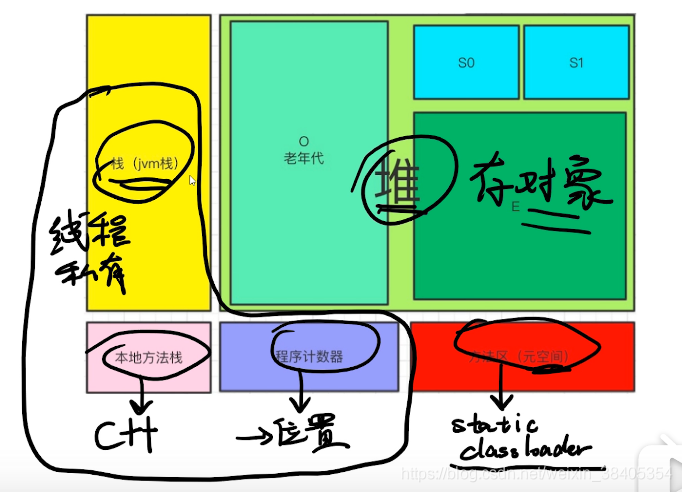 S0
S1
栈（jvm栈）
O
老年代
堆
存对象
E
线程
私有
本地方法栈
程序计数器
方法区（元空间）
C++
→位置
static
classloader
https://blog.csdn.net/weixin_38405354